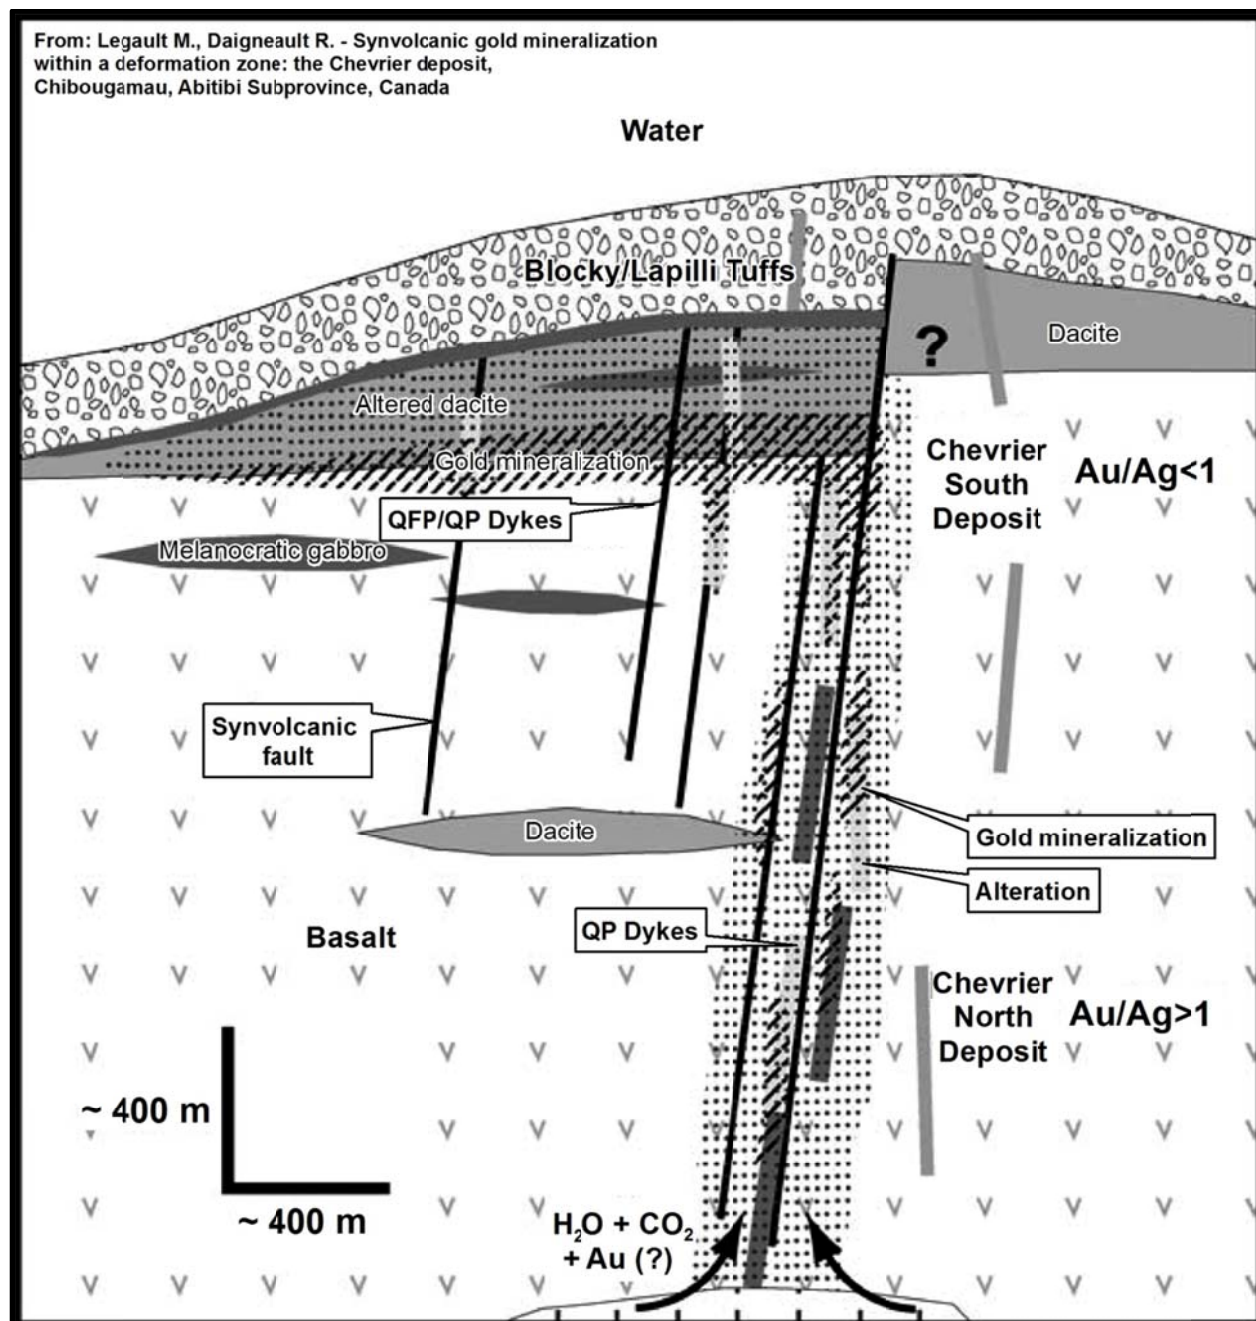 From: Legault M., Daigneault R. - Synvolcanic gold mineralization
within a deformation zone: the Chevrier deposit,
Chibougamau, Abitibi Subprovince, Canada
Water
Blocky/Lapilli Tuffs
?
Dacite
Altered dacite
Gold mineralization
Chevrier
South
Deposit
Au/Ag<1
QFP/QP Dykes
Melanocratic gabbro
Synvolcanic
fault
Dacite
Gold mineralization
Alteration
QP Dykes
Basalt
Chevrier
North
Deposit
Au/Ag>1
~ 400 m
~ 400 m
H₂O + CO₂
+ Au (?)